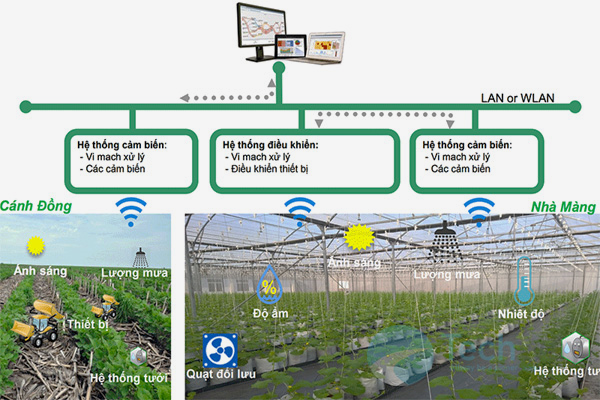 LAN or WLAN
Hệ thống cảm biến:
- Vi mach xử lý
- Các cảm biến
Hệ thống điều khiển:
- Vi mạch xử lý
- Điều khiển thiết bị
Hệ thống cảm biến:
- Vi mạch xử lý
- Các cảm biến
Cánh Đồng
Nhà Màng
Ánh sáng
Lượng mưa
Thiết bị
Hệ thống tưới
Ánh sáng
Lượng mưa
%
Độ ẩm
Nhiệt độ
Quạt đối lưu
Hệ thống tư
Tech